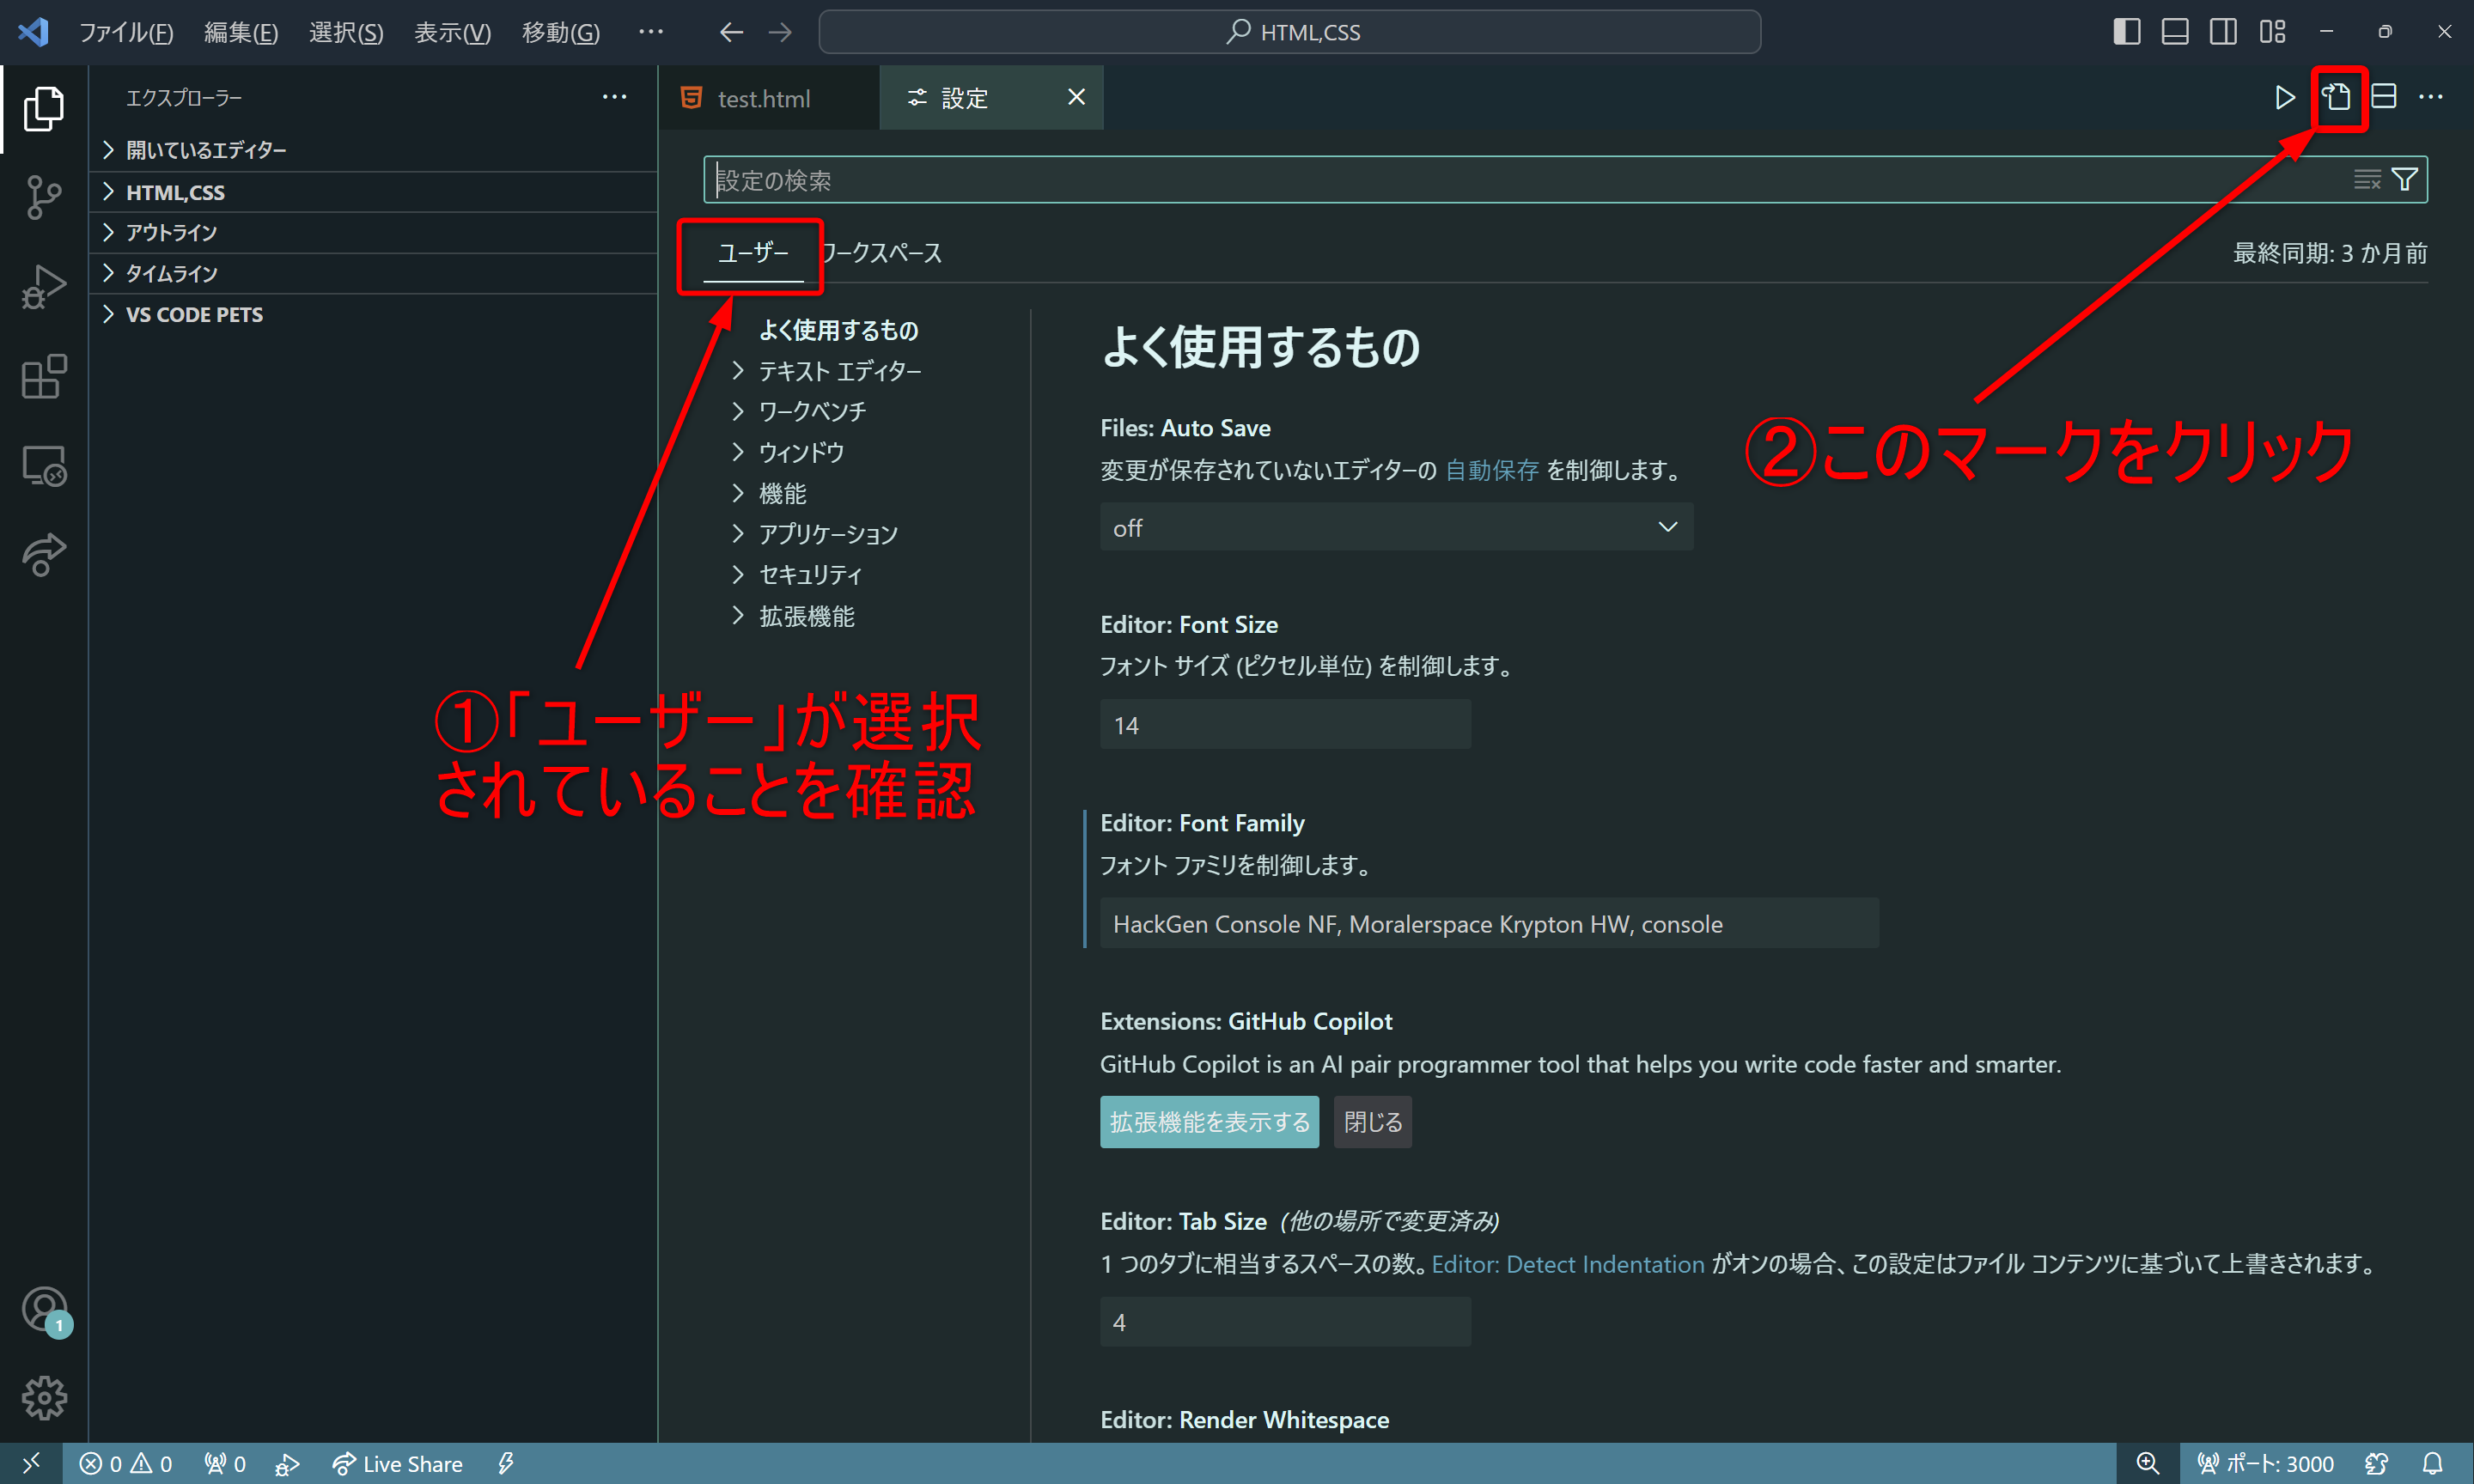 ファイル(F) 編集(E) 選択(S) 表示(V) 移動(G) … HTML,CSS
エクスプローラー …
test.html 設定
開いているエディター
HTML,CSS
アウトライン
タイムライン
VS CODE PETS
設定の検索
ユーザー ワークスペース 最終同期: 3 か月前
よく使用するもの
テキスト エディター
ワークベンチ
ウィンドウ
機能
アプリケーション
セキュリティ
拡張機能
①「ユーザー」が選択
されていることを確認
②このマークをクリック
よく使用するもの
Files: Auto Save
変更が保存されていないエディターの 自動保存 を制御します。
off
Editor: Font Size
フォント サイズ (ピクセル単位) を制御します。
14
Editor: Font Family
フォント ファミリを制御します。
HackGen Console NF, Moralerspace Krypton HW, console
Extensions: GitHub Copilot
GitHub Copilot is an AI pair programmer tool that helps you write code faster and smarter.
拡張機能を表示する 閉じる
Editor: Tab Size (他の場所で変更済み)
1 つのタブに相当するスペースの数。Editor: Detect Indentation がオンの場合、この設定はファイル コンテンツに基づいて上書きされます。
4
Editor: Render Whitespace
1
0 0 0 Live Share ポート: 3000